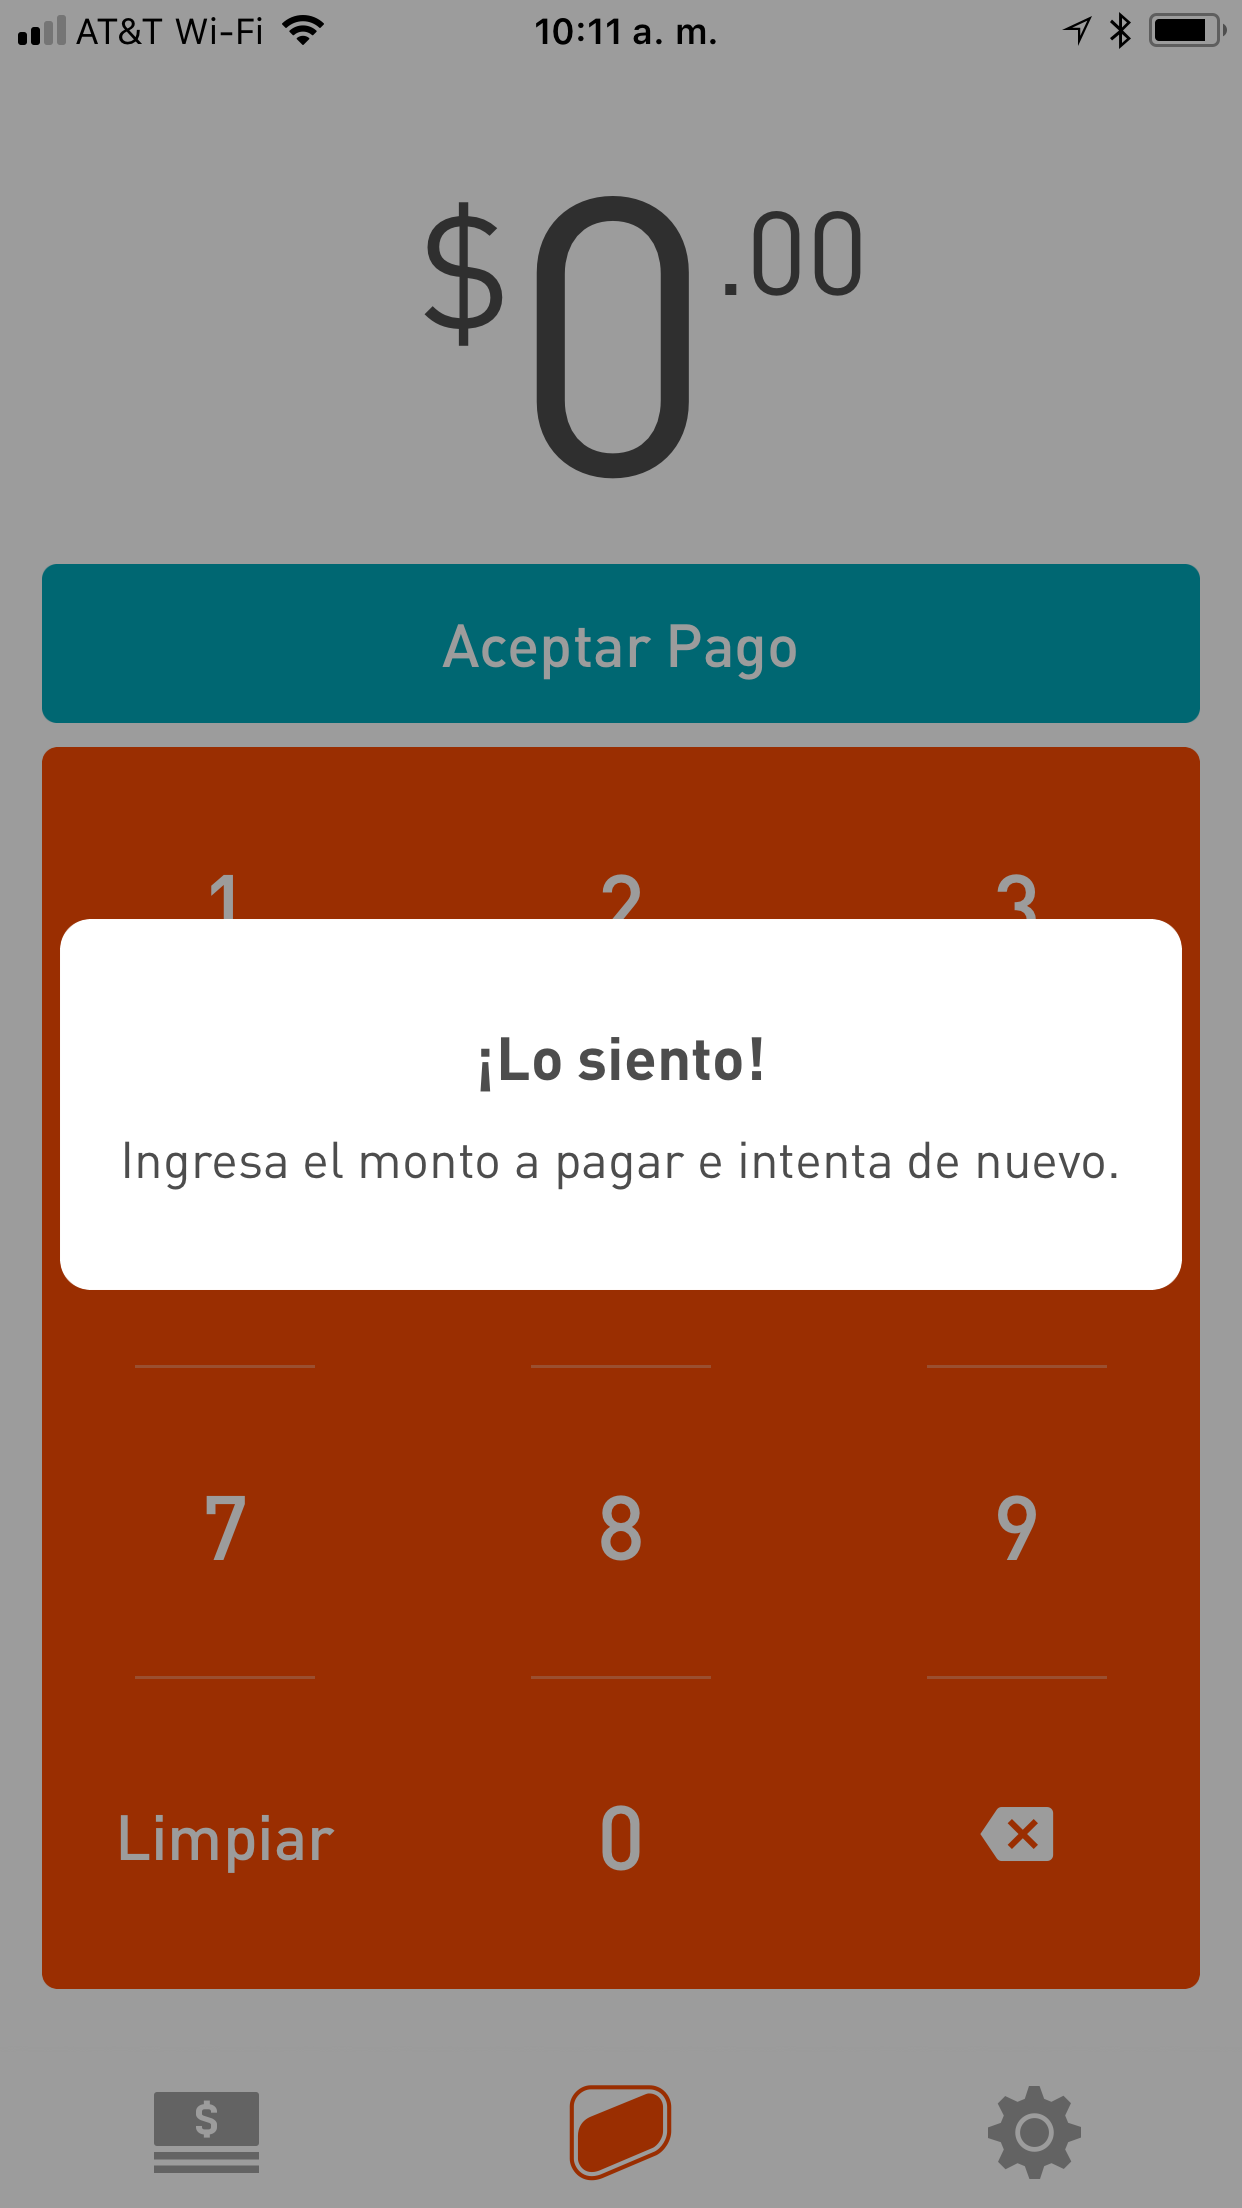 AT&T Wi-Fi 10:11 a. m.
$0.00
Aceptar Pago
1 2 3
¡Lo siento!
Ingresa el monto a pagar e intenta de nuevo.
7 8 9
Limpiar 0
$